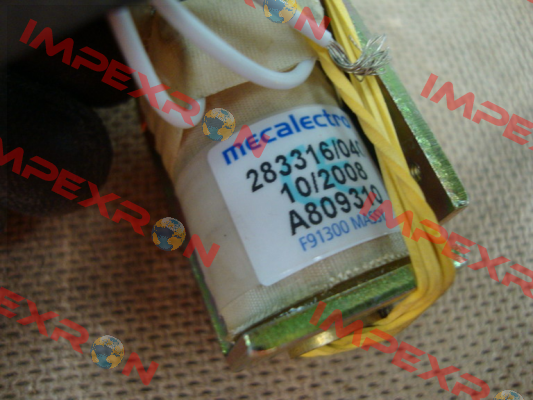 IMPEXRON
IMPEXRON
mecalectro
283316/04
10/2008
A809310
F91300 MASSY
IMPEXRON
IMPEXRON
IMPEXRON
IMPEXRON